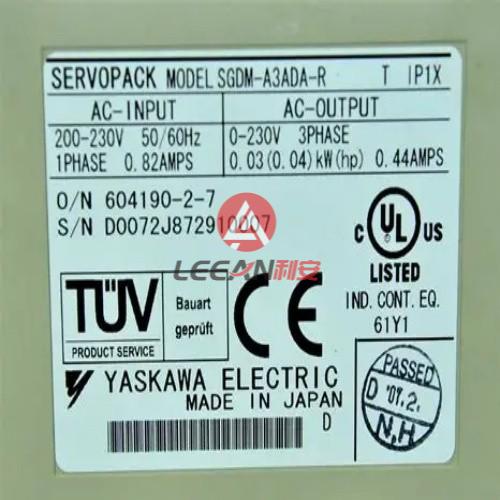 SERVOPACK MODEL SGDM-A3ADA-R T IP1X
AC-INPUT AC-OUTPUT
200-230V 50/60Hz 0-230V 3PHASE
1PHASE 0.82AMPS 0.03(0.04)kW(hp) 0.44AMPS
O/N 604190-2-7
S/N D0072J872910007
LEEAN利安
C UL US
LISTED
IND. CONT. EQ.
61Y1
TÜV
PRODUCT SERVICE
Bauart
geprüft
CE
YASKAWA ELECTRIC
MADE IN JAPAN
D
PASSED
D '07.2.
N,H